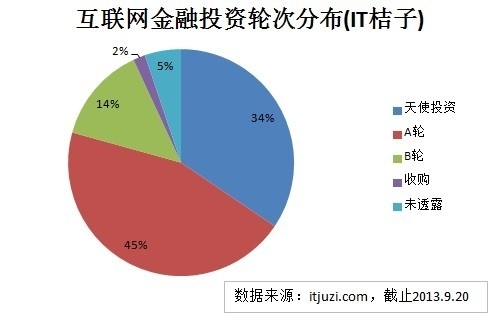 互联网金融投资轮次分布(IT桔子)
2%
5%
34%
14%
45%
天使投资
A轮
B轮
收购
未透露
数据来源：itjuzi.com，截止2013.9.20